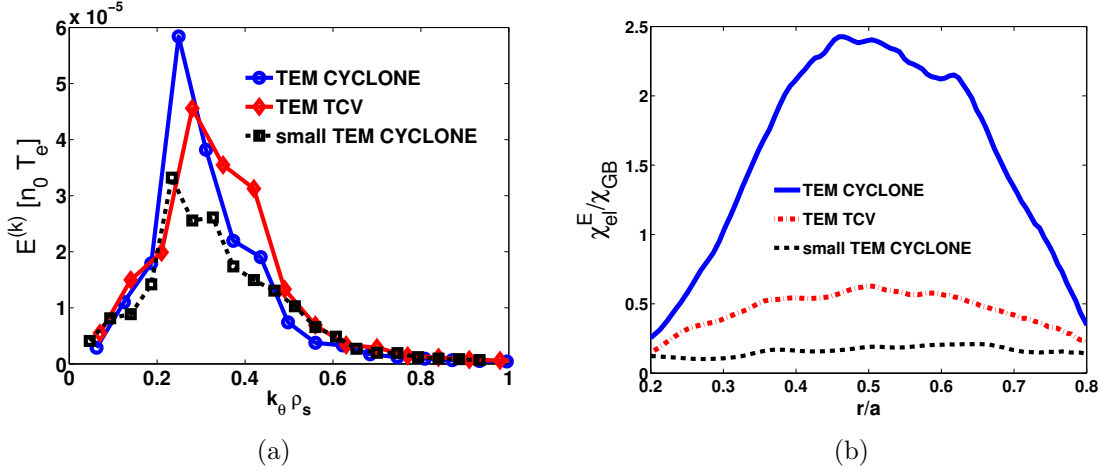 x 10⁻⁵
6
5
4
3
2
1
0
E⁽ᵏ⁾ [n₀ Tₑ]
TEM CYCLONE
TEM TCV
small TEM CYCLONE
0 0.2 0.4 0.6 0.8 1
k_θ ρ_s
(a)
2.5
2
1.5
1
0.5
0
χ_el^E/χ_GB
TEM CYCLONE
TEM TCV
small TEM CYCLONE
0.2 0.3 0.4 0.5 0.6 0.7 0.8
r/a
(b)